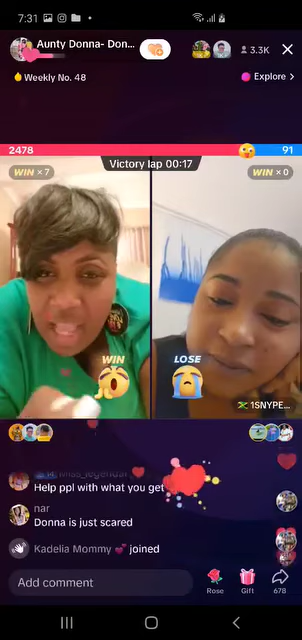 7:31
Aunty Donna- Don...
3.3K
Weekly No. 48
Explore >
2478
91
WIN × 7
Victory lap 00:17
WIN × 0
WIN
LOSE
1SNYPE...
Help ppl with what you get
nar
Donna is just scared
Kadelia Mommy 💕 joined
Add comment
Rose
Gift
678